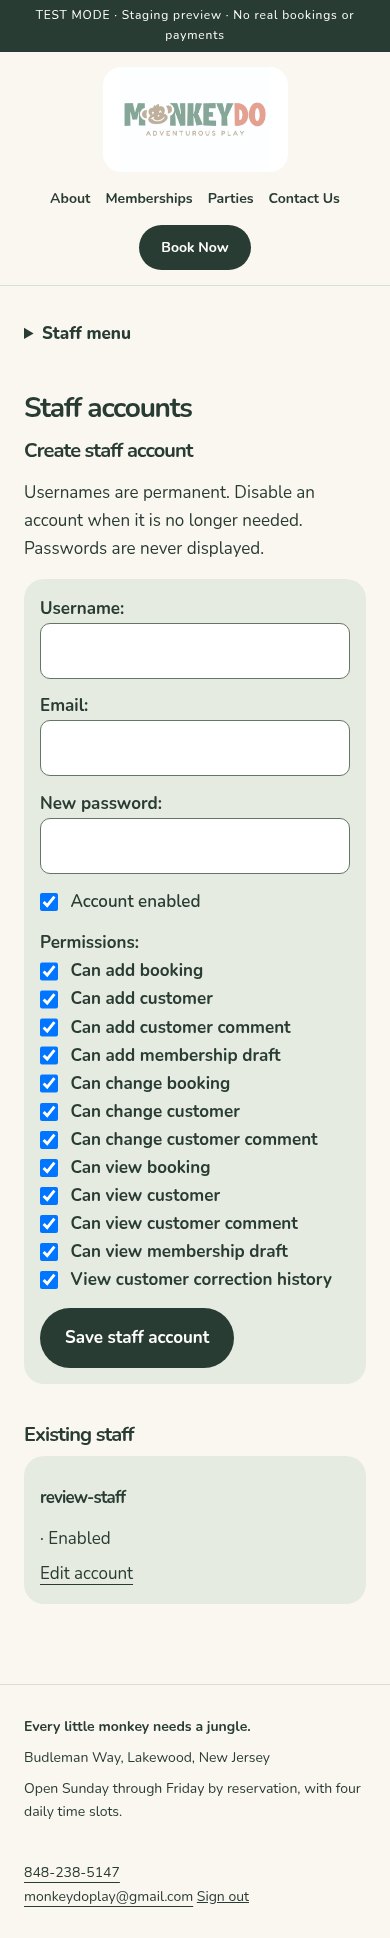 TEST MODE · Staging preview · No real bookings or
payments
MONKEYDO
ADVENTUROUS PLAY
About Memberships Parties Contact Us
Book Now
▶ Staff menu
Staff accounts
Create staff account
Usernames are permanent. Disable an
account when it is no longer needed.
Passwords are never displayed.
Username:
Email:
New password:
Account enabled
Permissions:
Can add booking
Can add customer
Can add customer comment
Can add membership draft
Can change booking
Can change customer
Can change customer comment
Can view booking
Can view customer
Can view customer comment
Can view membership draft
View customer correction history
Save staff account
Existing staff
review-staff
· Enabled
Edit account
Every little monkey needs a jungle.
Budleman Way, Lakewood, New Jersey
Open Sunday through Friday by reservation, with four
daily time slots.
848-238-5147
monkeydoplay@gmail.com Sign out